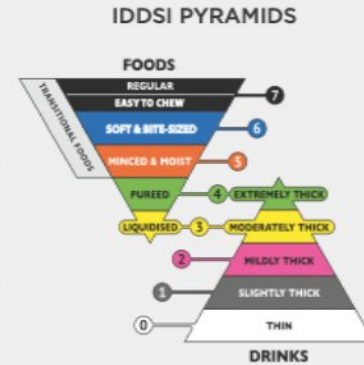 IDDSI PYRAMIDS
FOODS
REGULAR
7
EASY TO CHEW
TRANSITIONAL FOODS
SOFT & BITE-SIZED 6
MINCED & MOIST 5
PUREED 4 EXTREMELY THICK
LIQUIDISED 3 MODERATELY THICK
2 MILDLY THICK
1 SLIGHTLY THICK
0 THIN
DRINKS